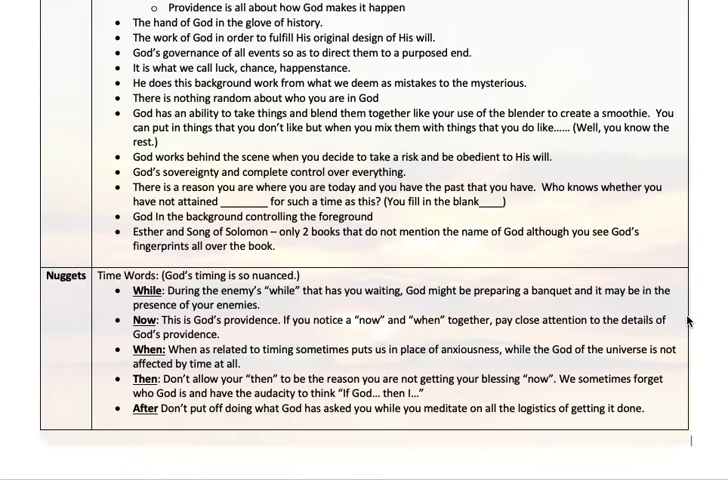 o Providence is all about how God makes it happen
• The hand of God in the glove of history.
• The work of God in order to fulfill His original design of His will.
• God's governance of all events so as to direct them to a purposed end.
• It is what we call luck, chance, happenstance.
• He does this background work from what we deem as mistakes to the mysterious.
• There is nothing random about who you are in God
• God has an ability to take things and blend them together like your use of the blender to create a smoothie. You
can put in things that you don't like but when you mix them with things that you do like...... (Well, you know the
rest.)
• God works behind the scene when you decide to take a risk and be obedient to His will.
• God's sovereignty and complete control over everything.
• There is a reason you are where you are today and you have the past that you have. Who knows whether you
have not attained ________ for such a time as this? (You fill in the blank____)
• God In the background controlling the foreground
• Esther and Song of Solomon – only 2 books that do not mention the name of God although you see God's
fingerprints all over the book.
Nuggets
Time Words: (God's timing is so nuanced.)
• While: During the enemy's "while" that has you waiting, God might be preparing a banquet and it may be in the
presence of your enemies.
• Now: This is God's providence. If you notice a "now" and "when" together, pay close attention to the details of
God's providence.
• When: When as related to timing sometimes puts us in place of anxiousness, while the God of the universe is not
affected by time at all.
• Then: Don't allow your "then" to be the reason you are not getting your blessing "now". We sometimes forget
who God is and have the audacity to think "If God... then I..."
• After Don't put off doing what God has asked you while you meditate on all the logistics of getting it done.